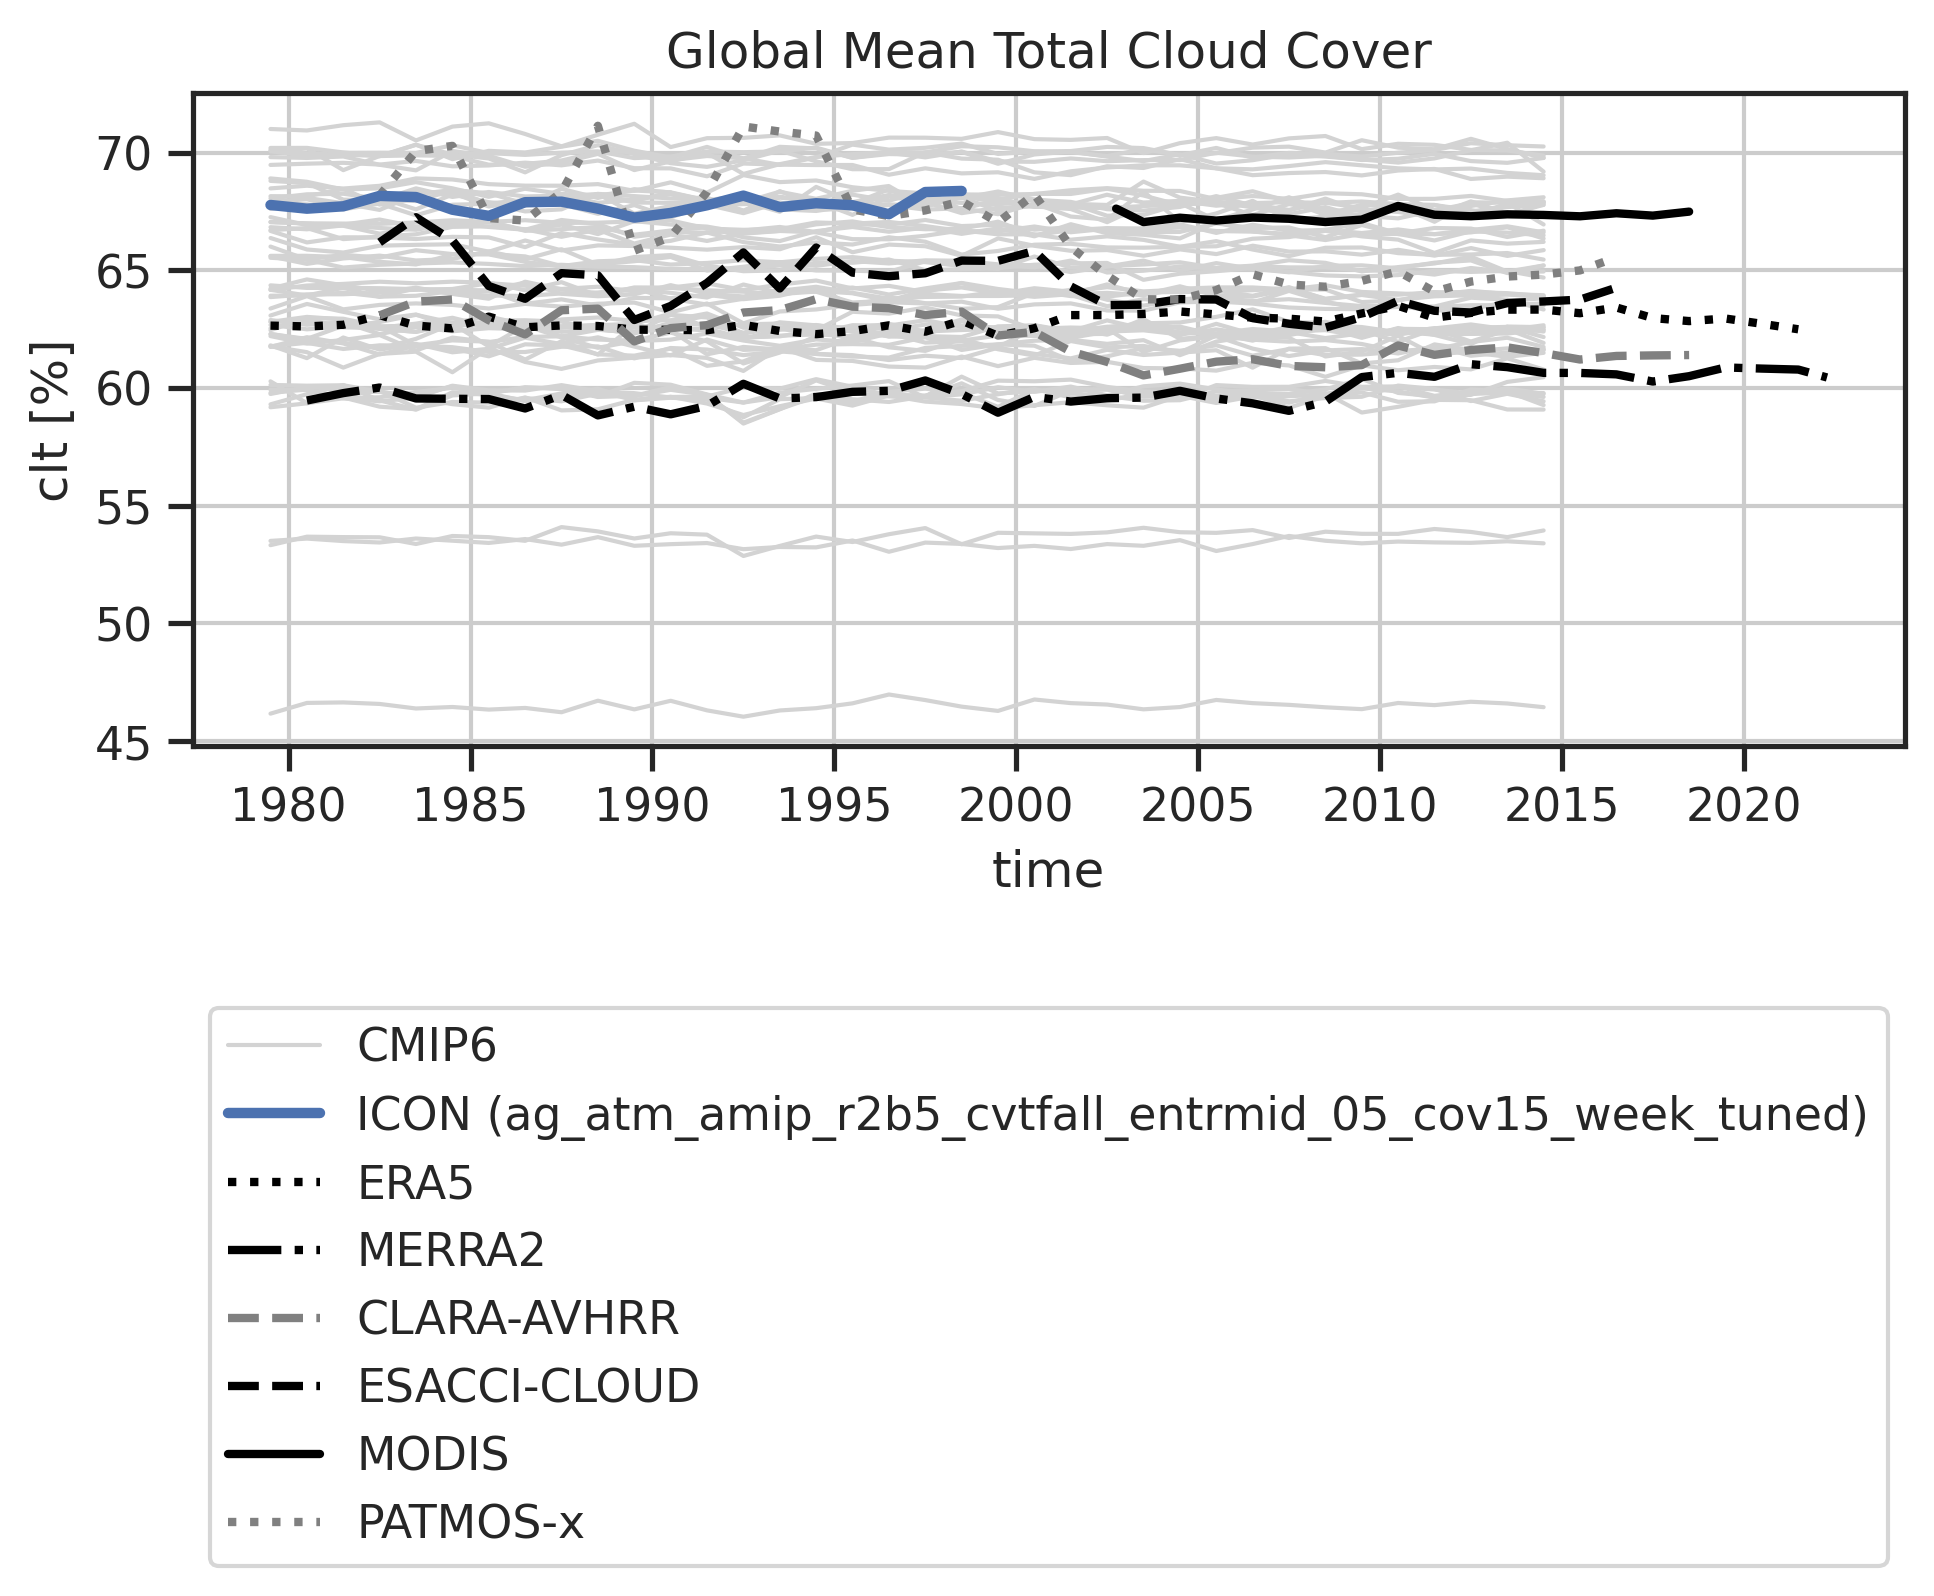 Global Mean Total Cloud Cover
70
65
60
55
50
45
clt [%]
1980 1985 1990 1995 2000 2005 2010 2015 2020
time
CMIP6
ICON (ag_atm_amip_r2b5_cvtfall_entrmid_05_cov15_week_tuned)
ERA5
MERRA2
CLARA-AVHRR
ESACCI-CLOUD
MODIS
PATMOS-x